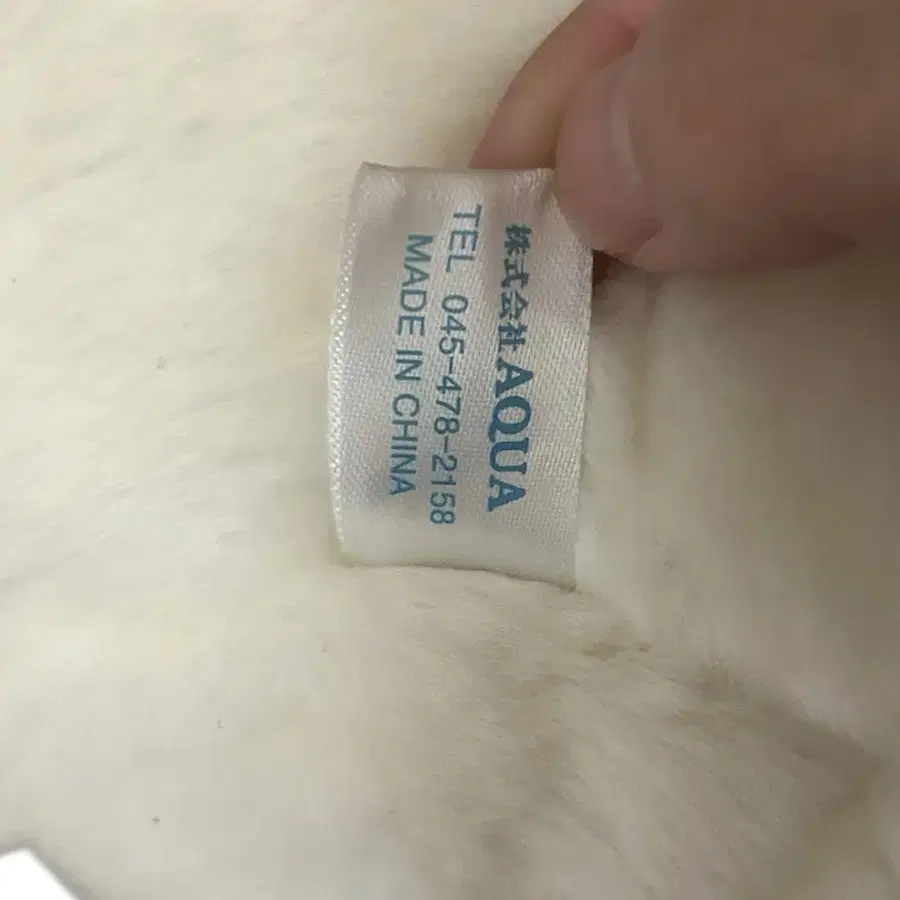 株式会社AQUA
TEL 045-478-2158
MADE IN CHINA